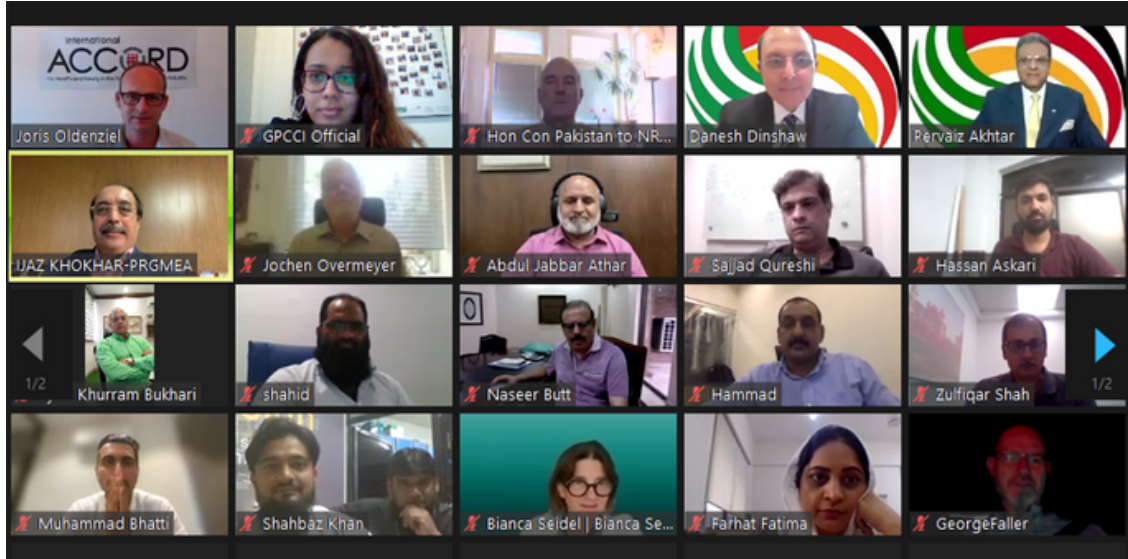 International
ACCORD
Joris Oldenziel
GPCCI Official
Hon Con Pakistan to NR...
Danesh Dinshaw
Pervaiz Akhtar
IJAZ KHOKHAR-PRGMEA
Jochen Overmeyer
Abdul Jabbar Athar
Sajjad Qureshi
Hassan Askari
1/2
Khurram Bukhari
shahid
Naseer Butt
Hammad
Zulfiqar Shah
1/2
Muhammad Bhatti
Shahbaz Khan
Bianca Seidel | Bianca Se...
Farhat Fatima
GeorgeFaller